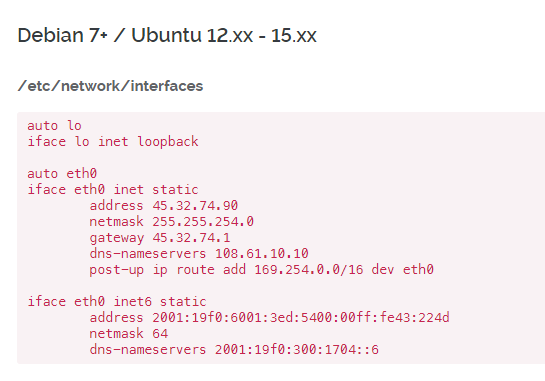 Debian 7+ / Ubuntu 12.xx - 15.xx
/etc/network/interfaces
auto lo
iface lo inet loopback
auto eth0
iface eth0 inet static
address 45.32.74.90
netmask 255.255.254.0
gateway 45.32.74.1
dns-nameservers 108.61.10.10
post-up ip route add 169.254.0.0/16 dev eth0
iface eth0 inet6 static
address 2001:19f0:6001:3ed:5400:00ff:fe43:224d
netmask 64
dns-nameservers 2001:19f0:300:1704::6